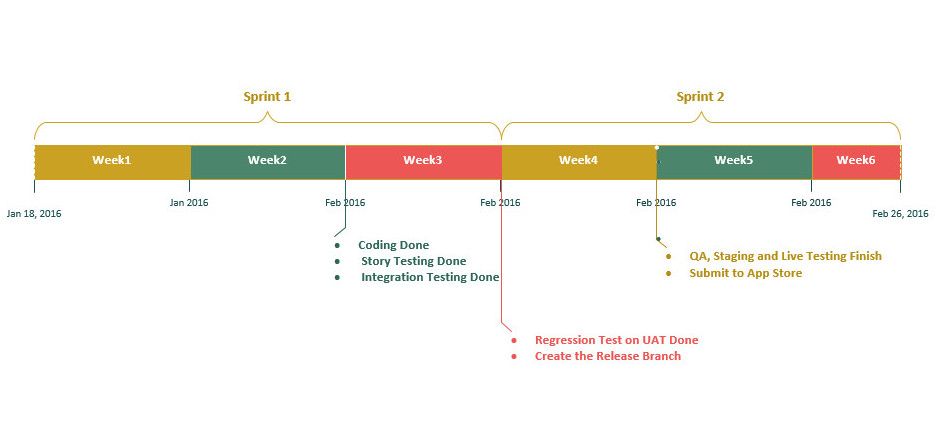 Sprint 1
Sprint 2
Week1
Week2
Week3
Week4
Week5
Week6
Jan 18, 2016
Jan 2016
Feb 2016
Feb 2016
Feb 2016
Feb 2016
Feb 26, 2016
• Coding Done
• Story Testing Done
• Integration Testing Done
• QA, Staging and Live Testing Finish
• Submit to App Store
• Regression Test on UAT Done
• Create the Release Branch